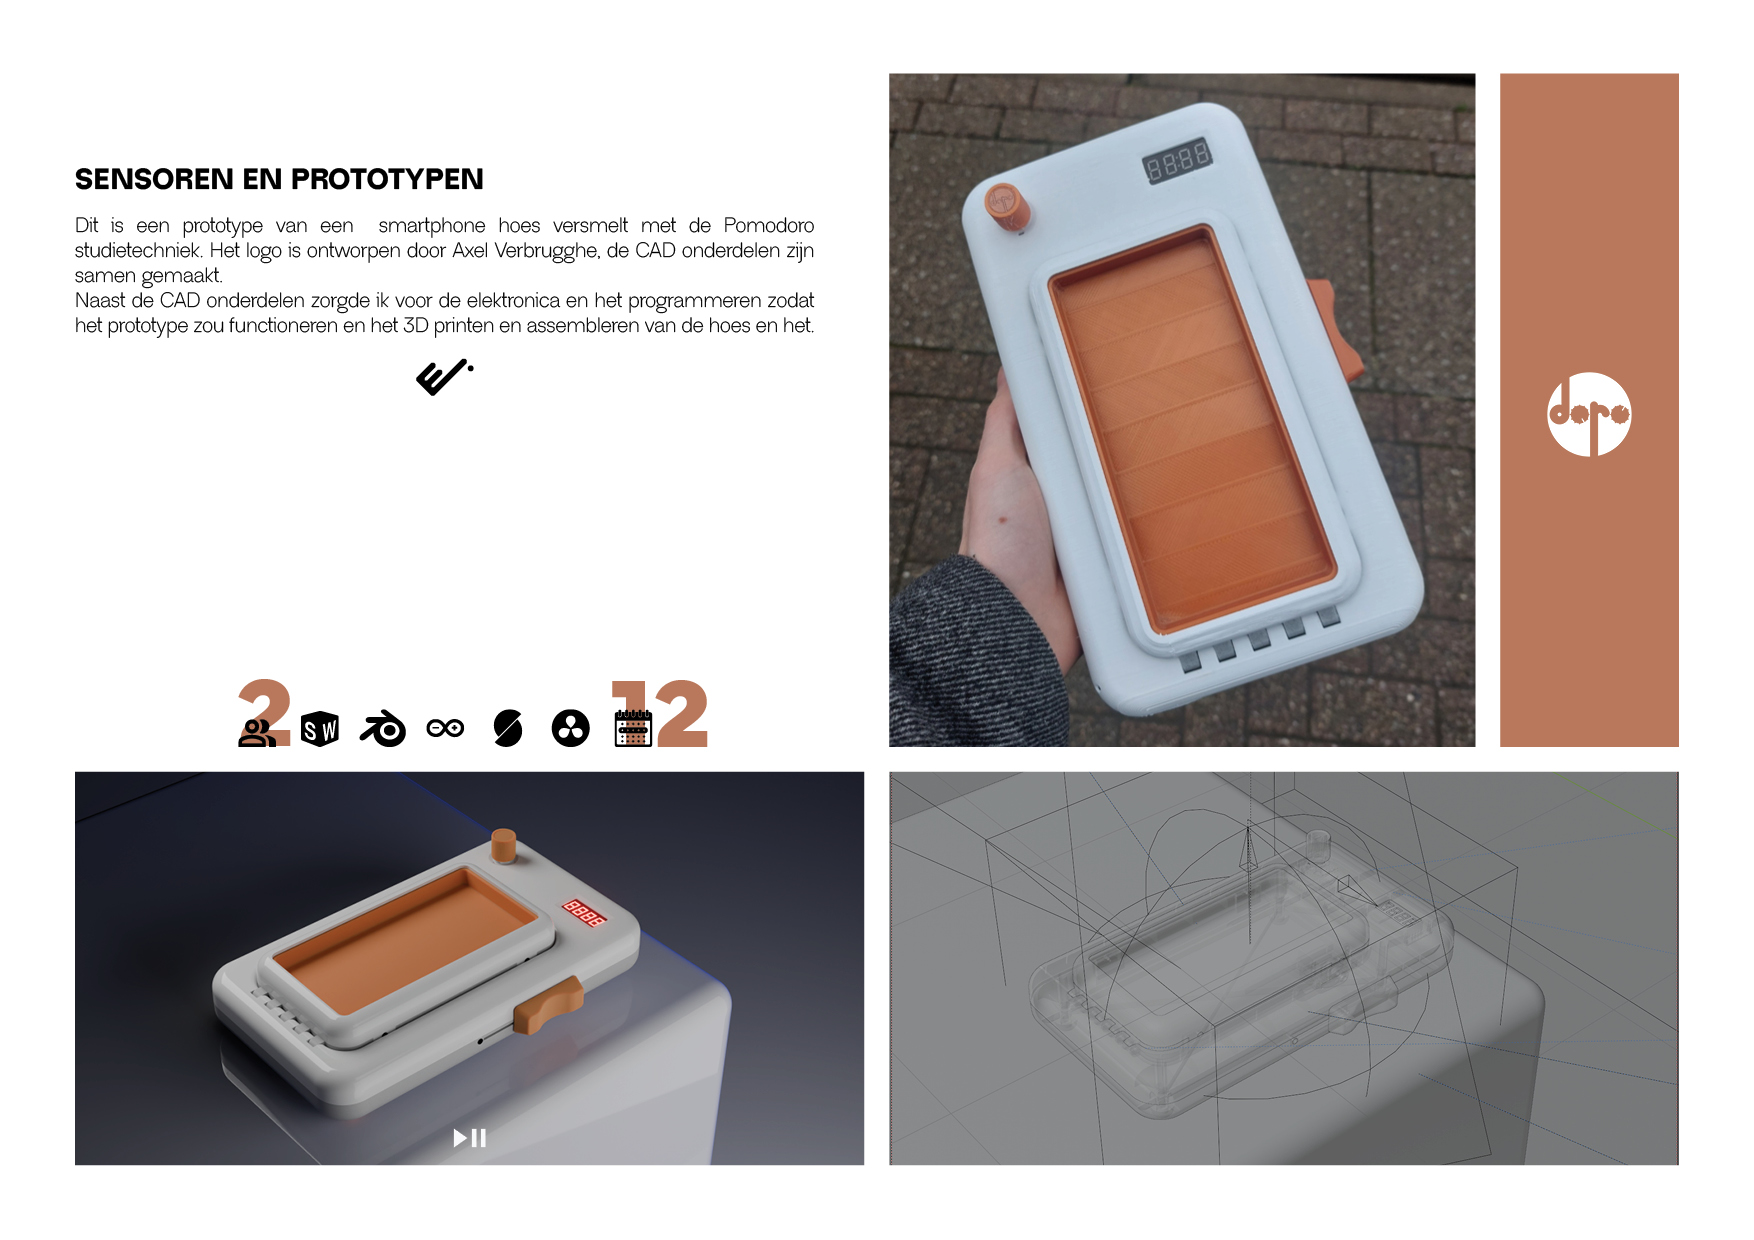 SENSOREN EN PROTOTYPEN
Dit is een prototype van een smartphone hoes versmelt met de Pomodoro
studietechniek. Het logo is ontworpen door Axel Verbrugghe, de CAD onderdelen zijn
samen gemaakt.
Naast de CAD onderdelen zorgde ik voor de elektronica en het programmeren zodat
het prototype zou functioneren en het 3D printen en assembleren van de hoes en het.
2
SW
12
doro
88:88
8888